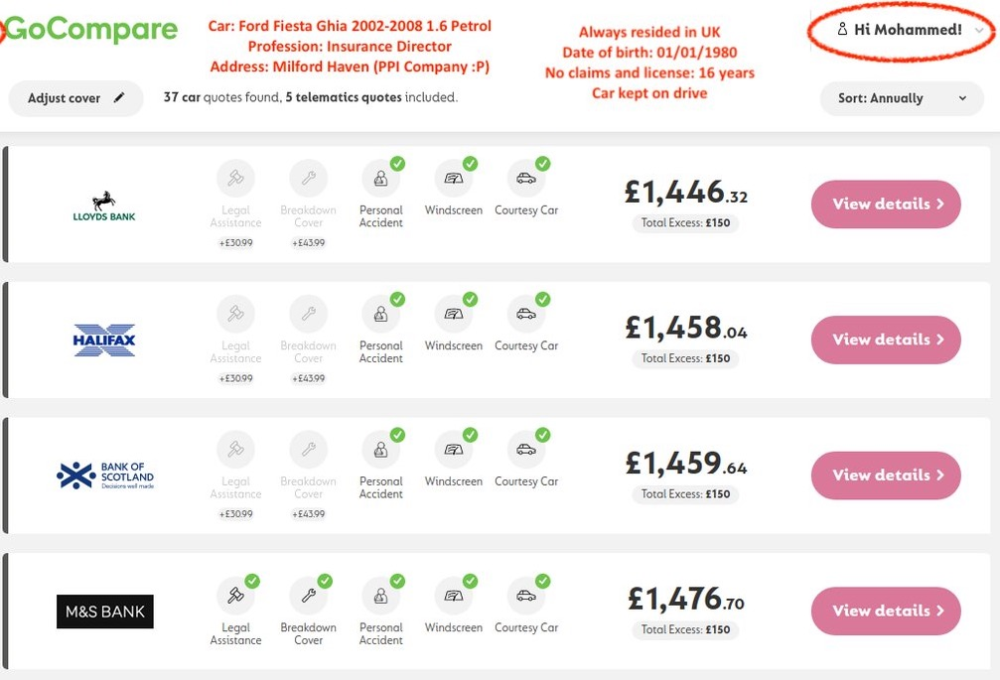 GoCompare
Car: Ford Fiesta Ghia 2002-2008 1.6 Petrol
Profession: Insurance Director
Address: Milford Haven (PPI Company :P)
Always resided in UK
Date of birth: 01/01/1980
No claims and license: 16 years
Car kept on drive
Hi Mohammed!
Adjust cover
37 car quotes found, 5 telematics quotes included.
Sort: Annually
LLOYDS BANK
Legal Assistance
+£30.99
Breakdown Cover
+£43.99
Personal Accident
Windscreen
Courtesy Car
£1,446.32
Total Excess: £150
View details
HALIFAX
Legal Assistance
+£30.99
Breakdown Cover
+£43.99
Personal Accident
Windscreen
Courtesy Car
£1,458.04
Total Excess: £150
View details
BANK OF
SCOTLAND
Decisions well made
Legal Assistance
+£30.99
Breakdown Cover
+£43.99
Personal Accident
Windscreen
Courtesy Car
£1,459.64
Total Excess: £150
View details
M&S BANK
Legal Assistance
Breakdown Cover
Personal Accident
Windscreen
Courtesy Car
£1,476.70
Total Excess: £150
View details